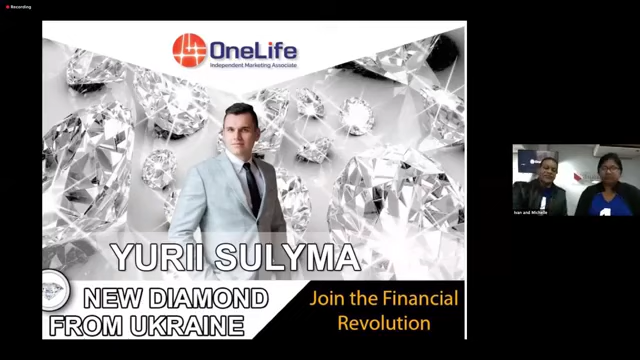 Recording
OneLife
Independent Marketing Associate
YURII SULYMA
NEW DIAMOND
FROM UKRAINE
Join the Financial
Revolution
Ivan and Michelle